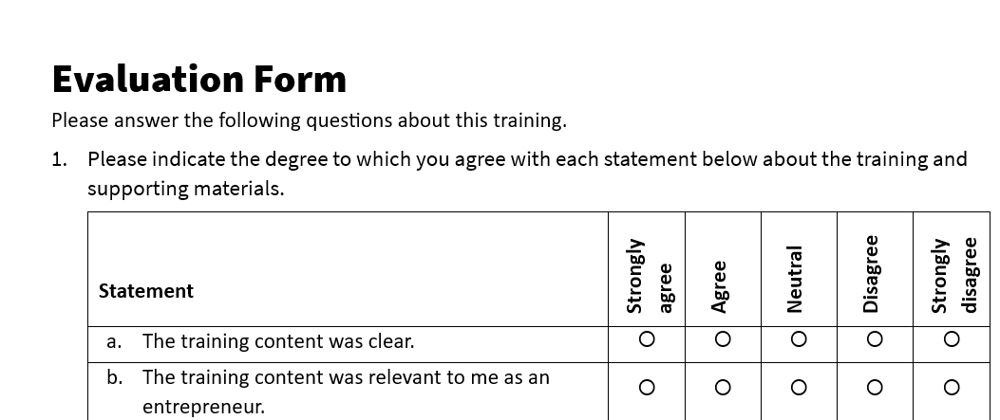 Evaluation Form
Please answer the following questions about this training.
1. Please indicate the degree to which you agree with each statement below about the training and
supporting materials.
Statement
Strongly
agree
Agree
Neutral
Disagree
Strongly
disagree
a. The training content was clear.
b. The training content was relevant to me as an
entrepreneur.